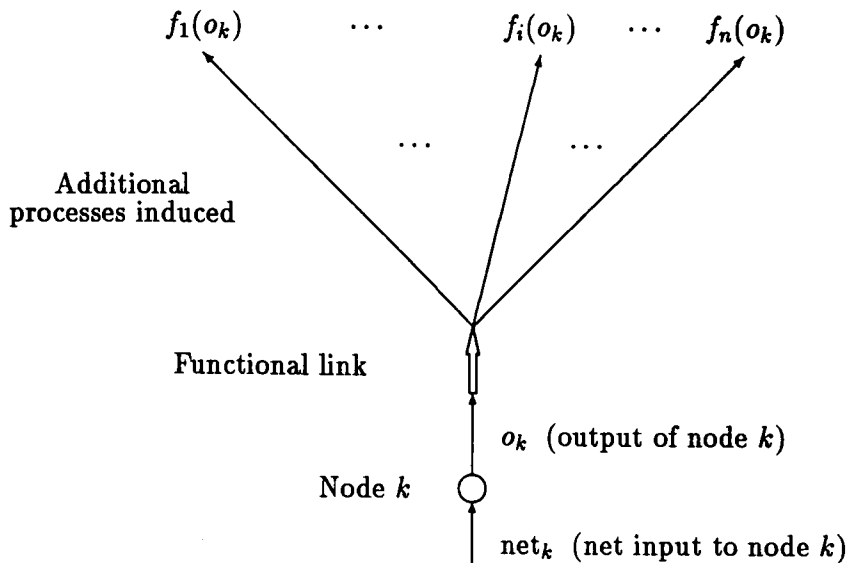 f₁(oₖ) ... fᵢ(oₖ) ... fₙ(oₖ)
... ...
Additional
processes induced
Functional link
oₖ (output of node k)
Node k
netₖ (net input to node k)